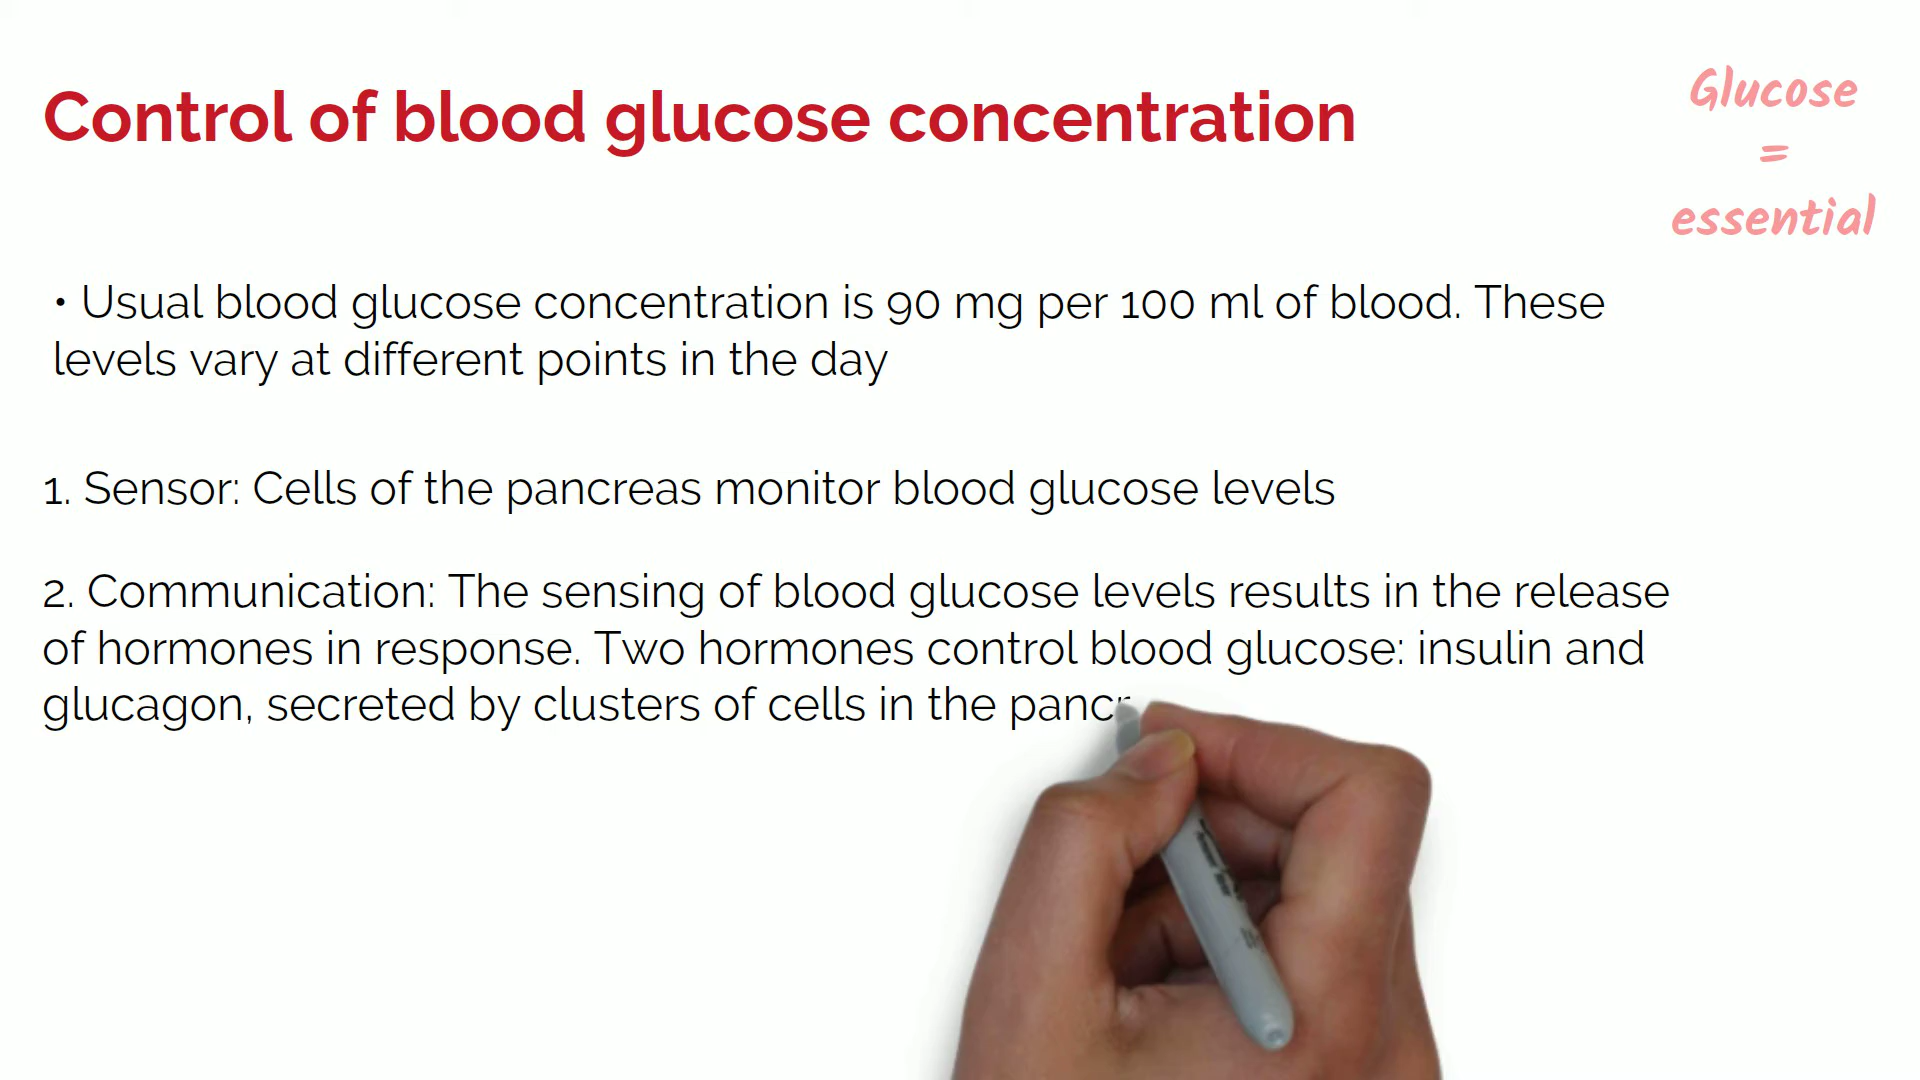 Control of blood glucose concentration
Glucose
=
essential
• Usual blood glucose concentration is 90 mg per 100 ml of blood. These
levels vary at different points in the day
1. Sensor: Cells of the pancreas monitor blood glucose levels
2. Communication: The sensing of blood glucose levels results in the release
of hormones in response. Two hormones control blood glucose: insulin and
glucagon, secreted by clusters of cells in the pancr